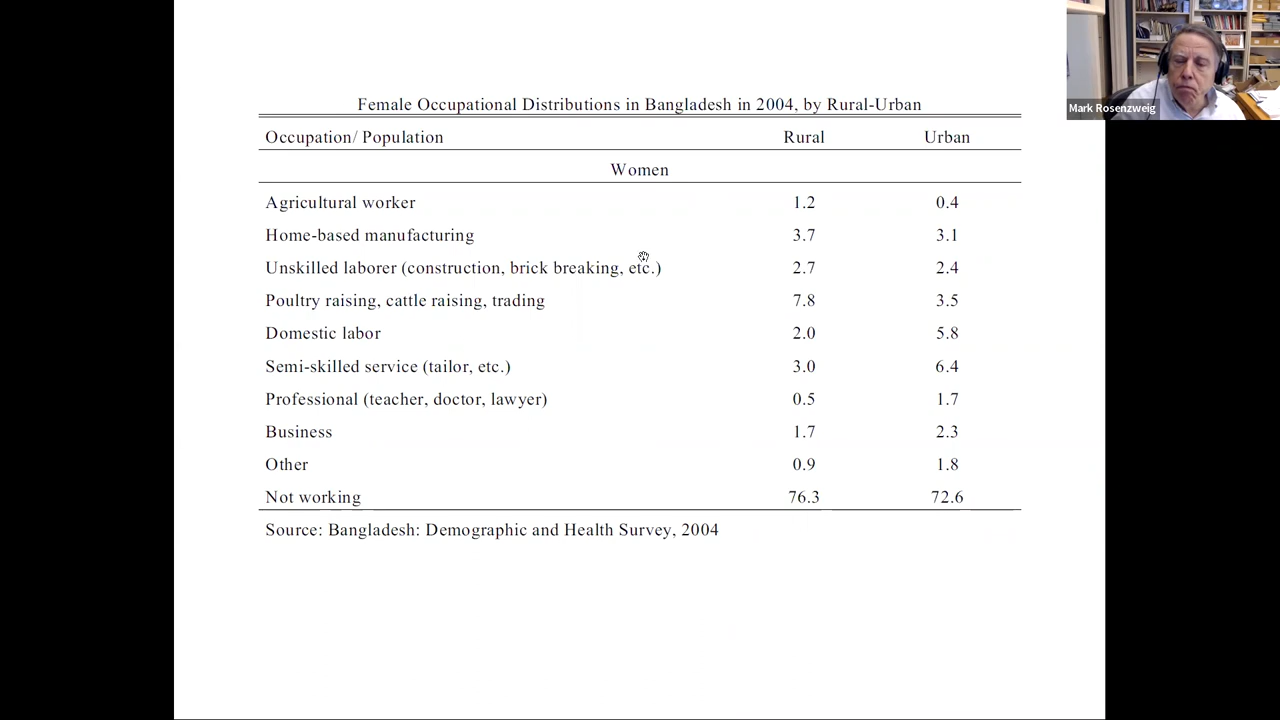 Female Occupational Distributions in Bangladesh in 2004, by Rural-Urban
Occupation/ Population Rural Urban
Women
Agricultural worker 1.2 0.4
Home-based manufacturing 3.7 3.1
Unskilled laborer (construction, brick breaking, etc.) 2.7 2.4
Poultry raising, cattle raising, trading 7.8 3.5
Domestic labor 2.0 5.8
Semi-skilled service (tailor, etc.) 3.0 6.4
Professional (teacher, doctor, lawyer) 0.5 1.7
Business 1.7 2.3
Other 0.9 1.8
Not working 76.3 72.6
Source: Bangladesh: Demographic and Health Survey, 2004
Mark Rosenzweig